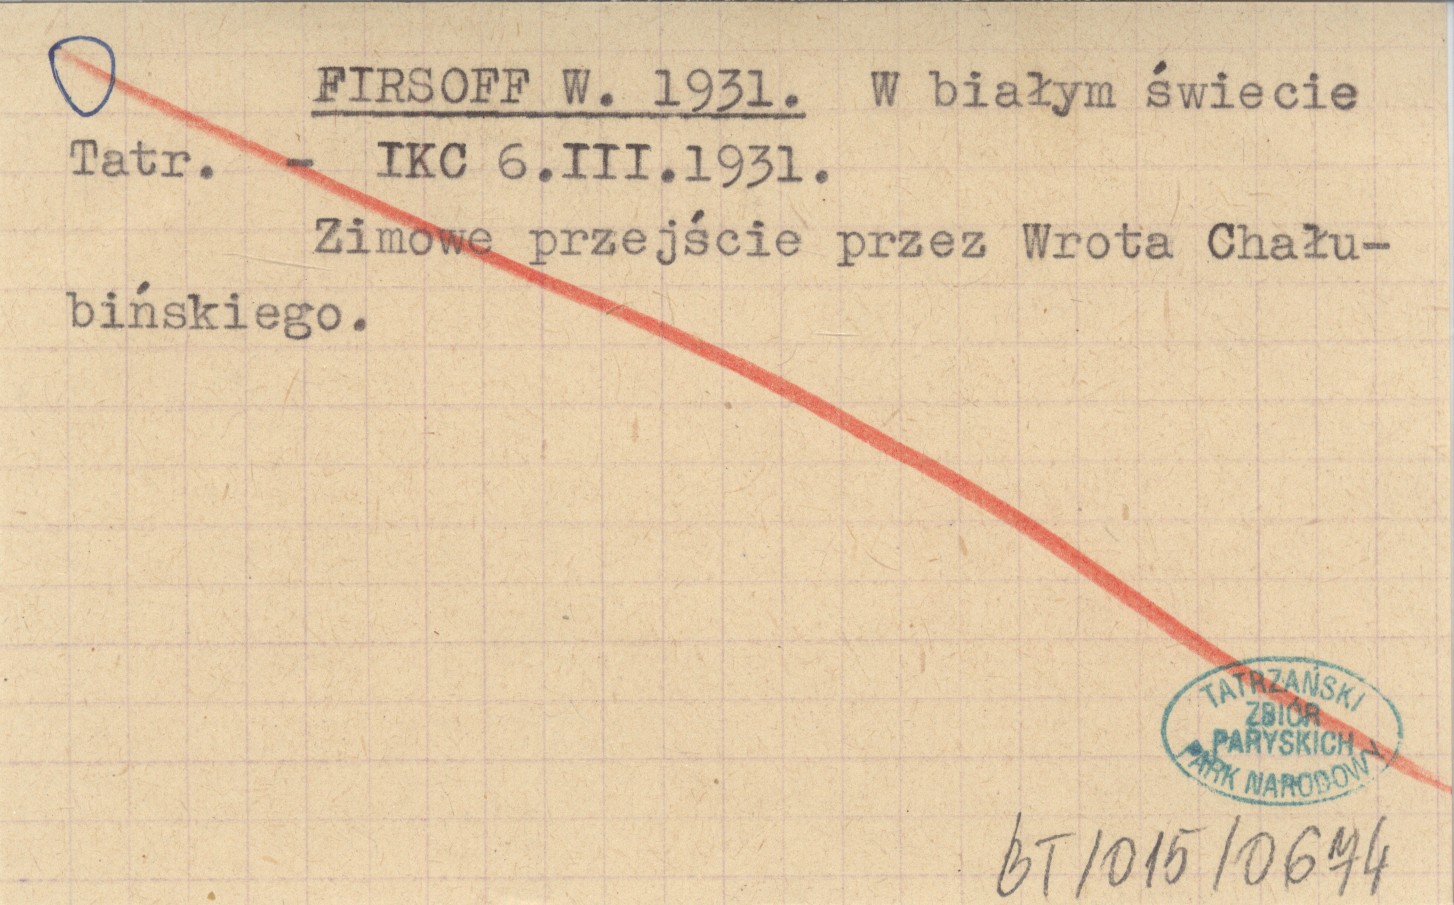 FIRSOFF W. 1931. W białym świecie
Tatr. - IKC 6.III.1931.
Zimowe przejście przez Wrota Chału-
bińskiego.
TATRZAŃSKI
ZBIÓR
PARYSKICH
PARK NARODOWY
BT/015/0674